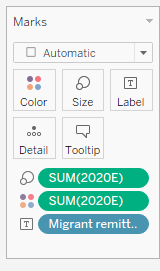 Marks
Automatic
Color Size Label
Detail Tooltip
SUM(2020E)
SUM(2020E)
Migrant remitt..